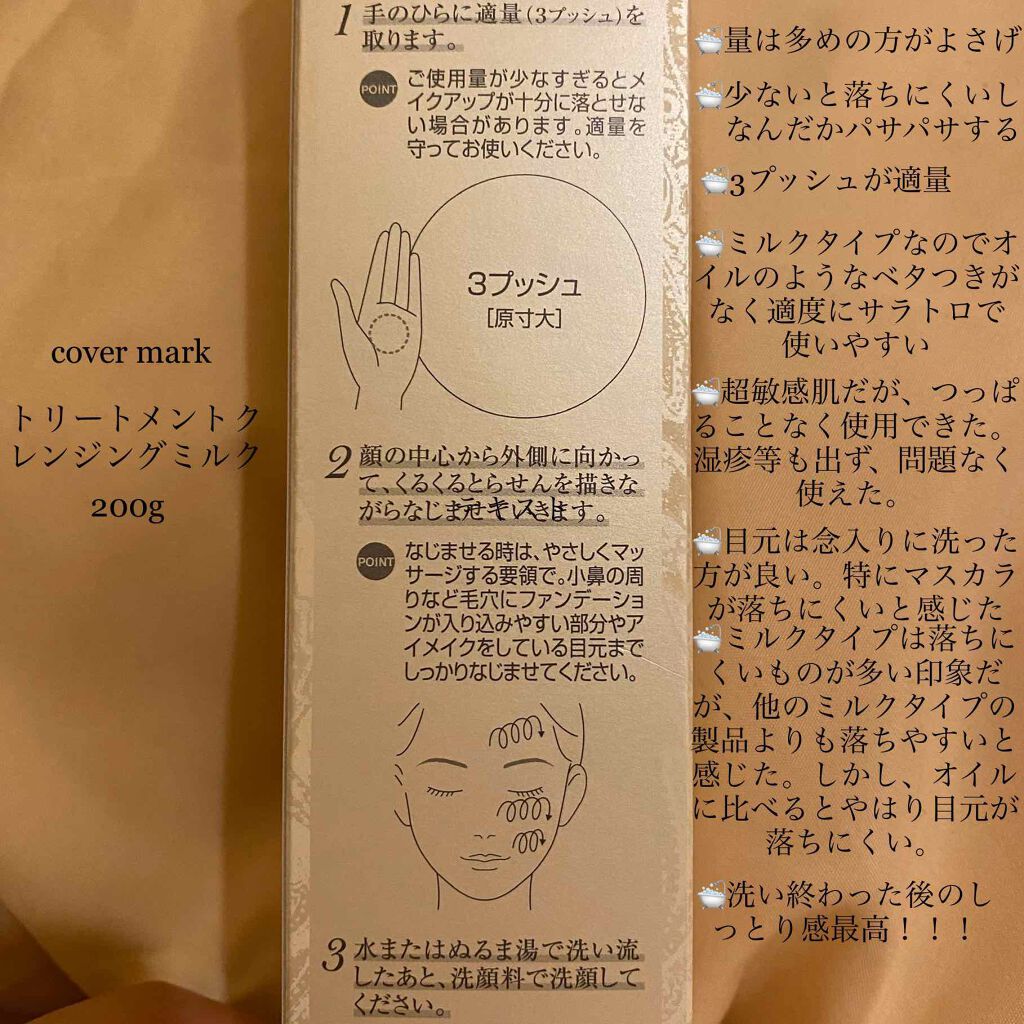 cover mark
トリートメントク
レンジングミルク
200g
1 手のひらに適量(3プッシュ)を
取ります。
POINT ご使用量が少なすぎるとメ
イクアップが十分に落とせな
い場合があります。適量を
守ってお使いください。
3プッシュ
[原寸大]
2 顔の中心から外側に向かっ
て、くるくるとらせんを描きな
がらなじませていきます。
テキスト
POINT なじませる時は、やさしくマッ
サージする要領で。小鼻の周
りなど毛穴にファンデーショ
ンが入り込みやすい部分やア
イメイクをしている目元まで
しっかりなじませてください。
3 水またはぬるま湯で洗い流
したあと、洗顔料で洗顔して
ください。
🛁量は多めの方がよさげ
🛁少ないと落ちにくいし
なんだかパサパサする
🛁3プッシュが適量
🛁ミルクタイプなのでオ
イルのようなベタつきが
なく適度にサラトロで
使いやすい
🛁超敏感肌だが、つっぱ
ることなく使用できた。
湿疹等も出ず、問題なく
使えた。
🛁目元は念入りに洗った
方が良い。特にマスカラ
が落ちにくいと感じた
🛁ミルクタイプは落ちに
くいものが多い印象だ
が、他のミルクタイプの
製品よりも落ちやすいと
感じた。しかし、オイル
に比べるとやはり目元が
落ちにくい。
🛁洗い終わった後のし
っとり感最高！！！